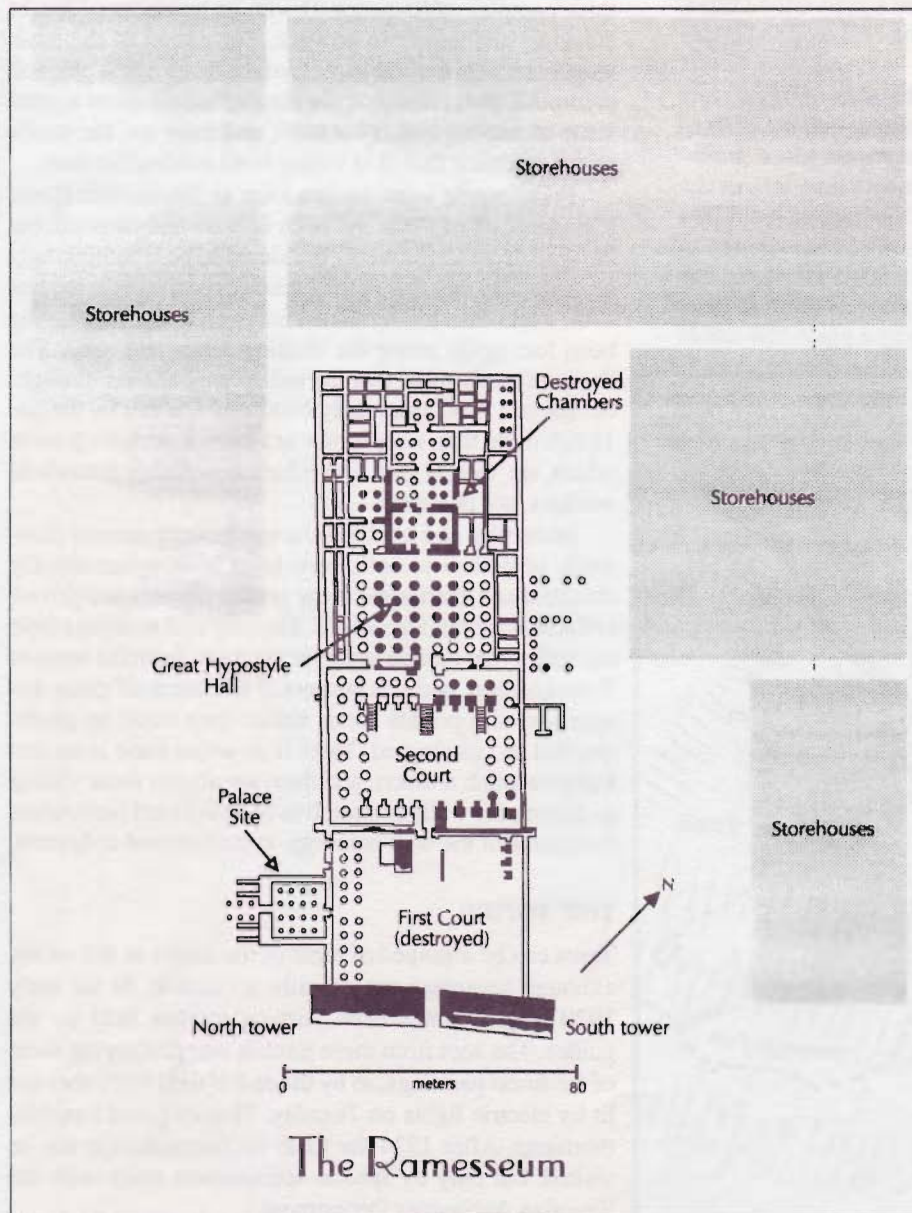 Storehouses
Storehouses
Destroyed
Chambers
Storehouses
Great Hypostyle
Hall
Second
Court
Palace
Site
Storehouses
N
First Court
(destroyed)
North tower
South tower
0 meters 80
The Ramesseum